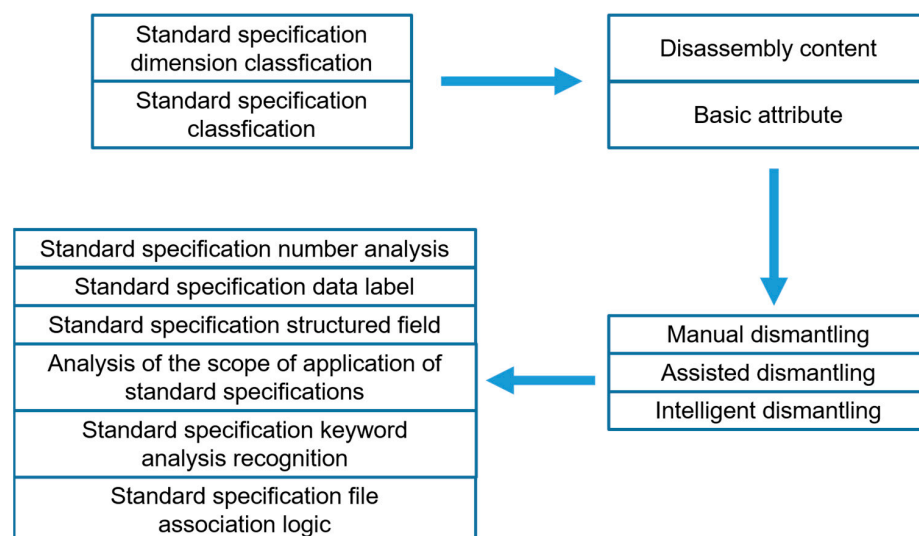 Standard specification
dimension classfication
Standard specification
classfication
Disassembly content
Basic attribute
Manual dismantling
Assisted dismantling
Intelligent dismantling
Standard specification number analysis
Standard specification data label
Standard specification structured field
Analysis of the scope of application of
standard specifications
Standard specification keyword
analysis recognition
Standard specification file
association logic